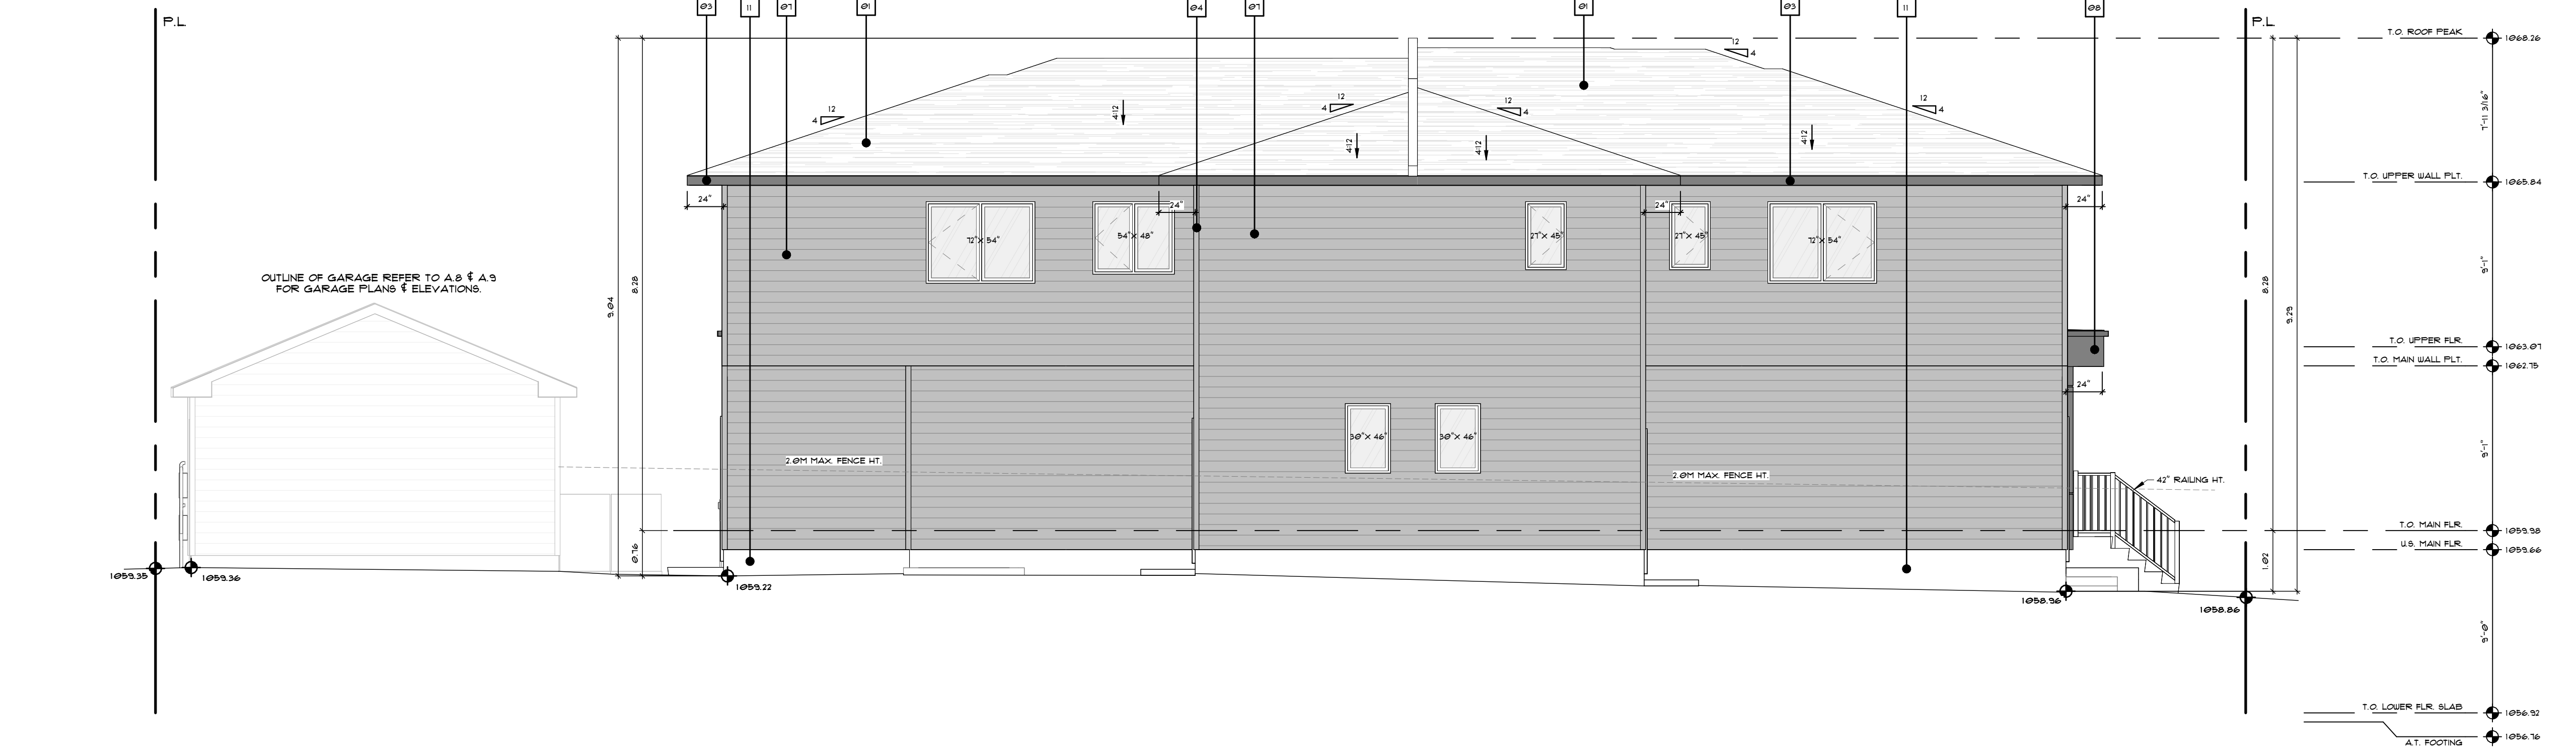 P.L.
03
11
07
01
04
07
01
03
11
08
P.L.
T.O. ROOF PEAK
1068.26
12
4
12
4
12
4
12
4
12
4
4:12
4:12
4:12
4:12
7'-11 3/16"
T.O. UPPER WALL PLT.
1065.84
24"
24"
24"
24"
72"X 54"
54"X 48"
27"X 45"
27"X 45"
72"X 54"
9'-1"
OUTLINE OF GARAGE REFER TO A.8 & A.9
FOR GARAGE PLANS & ELEVATIONS.
9.04
8.28
8.28
9.29
T.O. UPPER FLR.
1063.07
T.O. MAIN WALL PLT.
1062.75
24"
30"X 46"
30"X 46"
9'-1"
2.0M MAX. FENCE HT.
2.0M MAX. FENCE HT.
42" RAILING HT.
T.O. MAIN FLR.
1059.98
U.S. MAIN FLR.
1059.66
0.76
1.02
1059.35
1059.36
1059.22
1058.96
1058.86
9'-0"
T.O. LOWER FLR. SLAB
1056.92
A.T. FOOTING
1056.76